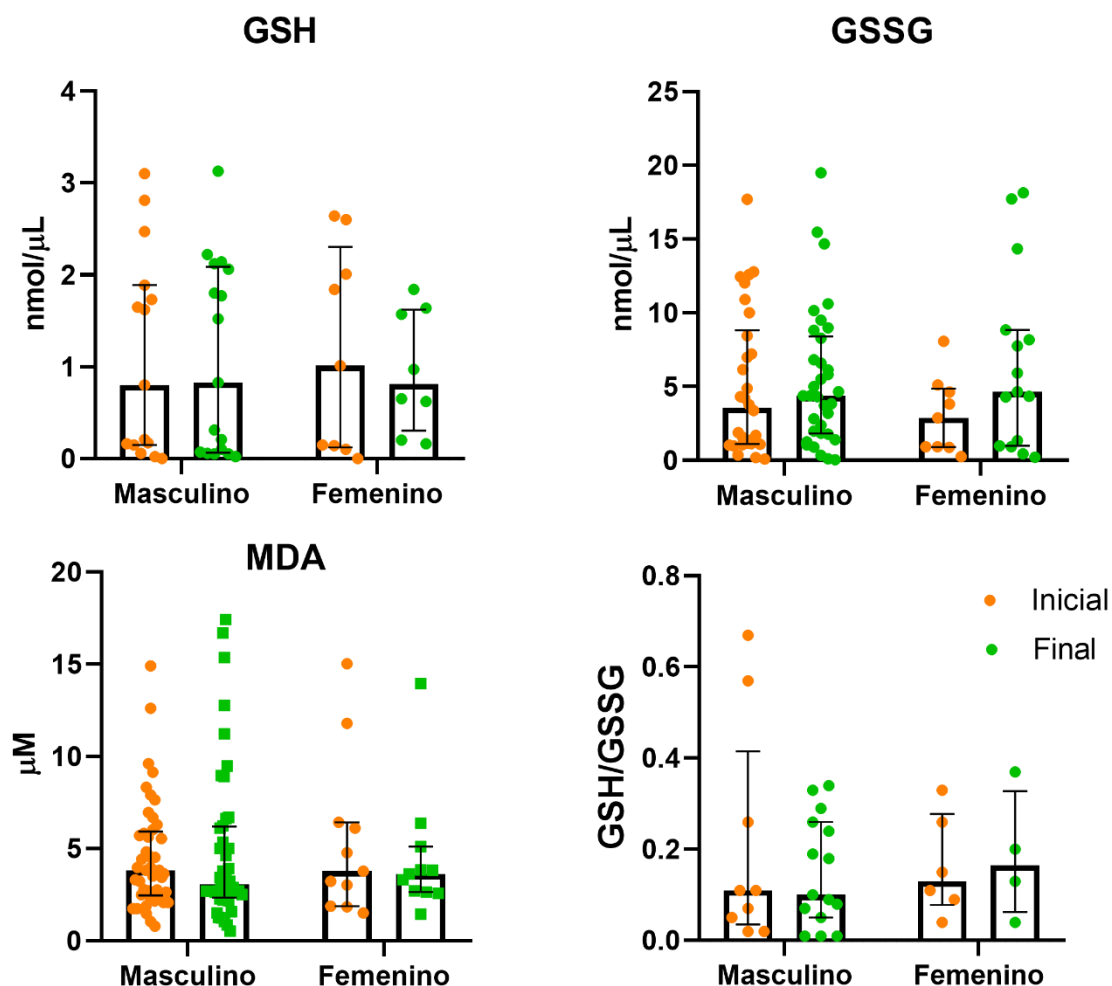 GSH
nmol/μL
4
3
2
1
0
Masculino Femenino
GSSG
nmol/μL
25
20
15
10
5
0
Masculino Femenino
MDA
μM
20
15
10
5
0
Masculino Femenino
GSH/GSSG
0.8
0.6
0.4
0.2
0.0
Masculino Femenino
Inicial
Final